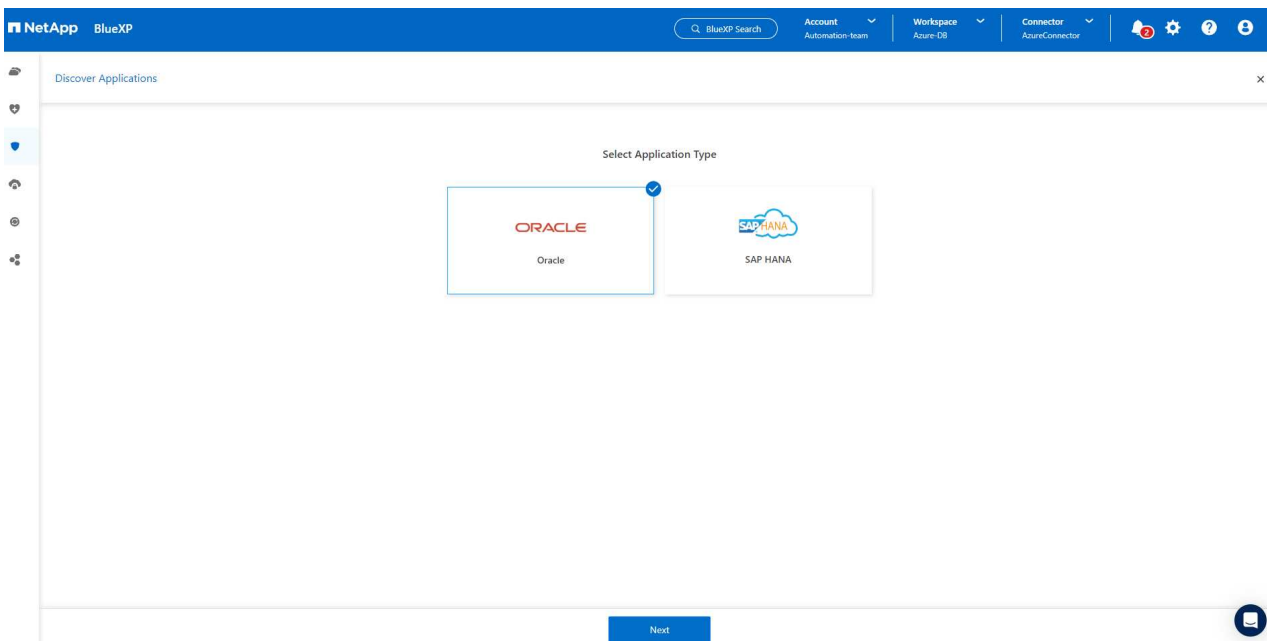 NetApp BlueXP
BlueXP Search
Account
Automation-team
Workspace
Azure-DB
Connector
AzureConnector
2
Discover Applications
Select Application Type
ORACLE
Oracle
SAP HANA
SAP HANA
Next